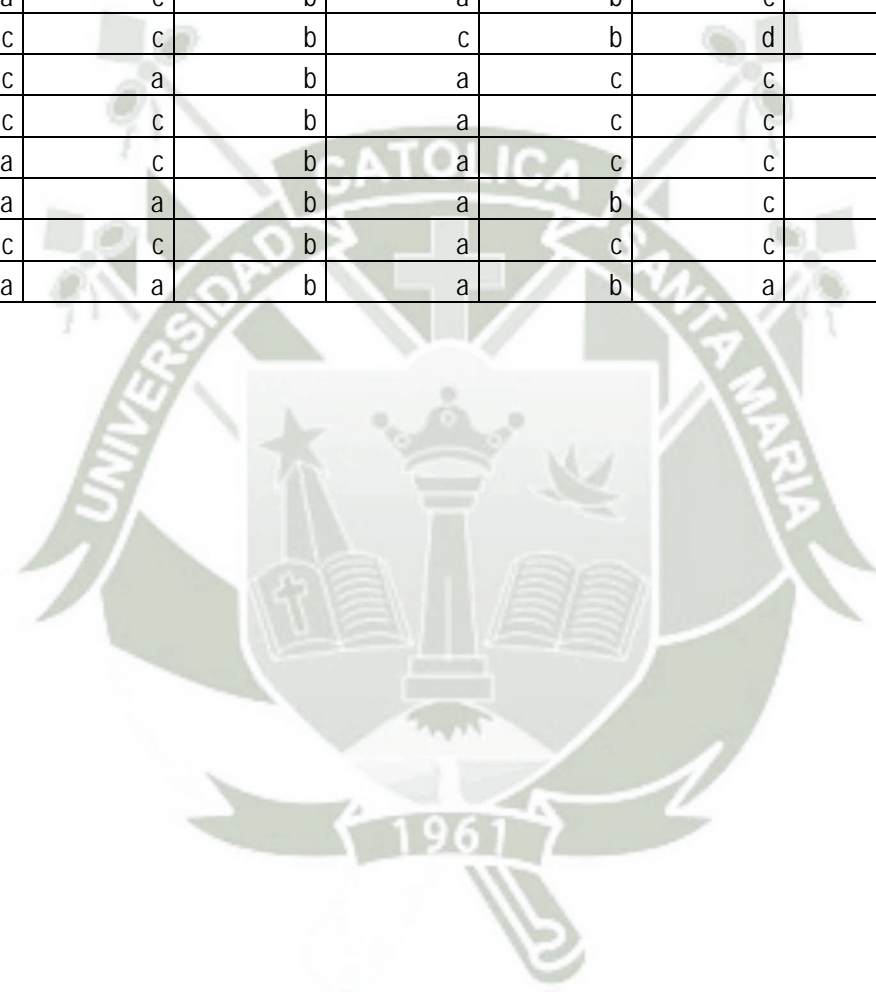 c c b c b d
c a b a c c
c c b a c c
a c b a c c
a a b a b c
c c b a c c
a a b a b a
UNIVERSIDAD CATOLICA SANTA MARIA
1961